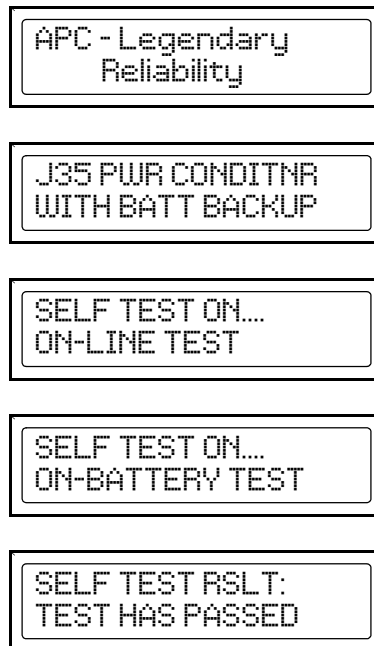 APC - Legendary
Reliability
J35 PWR CONDITNR
WITH BATT BACKUP
SELF TEST ON....
ON-LINE TEST
SELF TEST ON....
ON-BATTERY TEST
SELF TEST RSLT:
TEST HAS PASSED